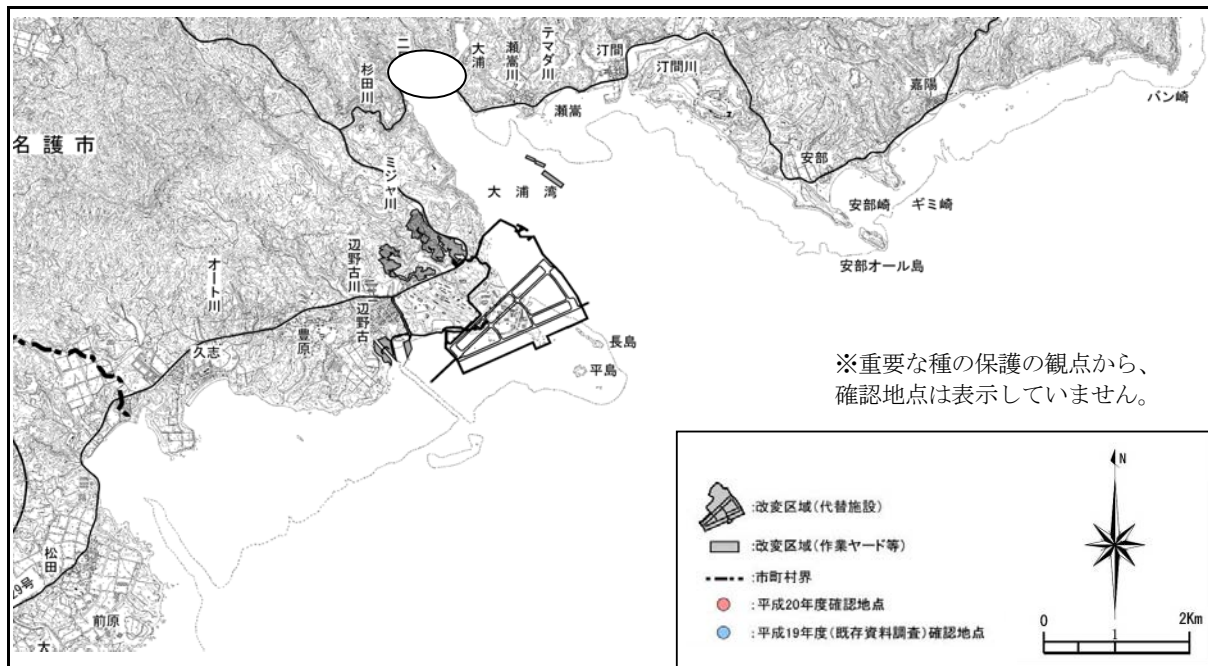 二
大浦
瀬嵩川
テマダ川
汀間
汀間川
嘉陽
バン崎
杉田川
瀬嵩
名護市
安部
ミジャ川
大浦湾
安部崎
ギミ崎
安部オール島
辺野古川
オート川
辺野古
豊原
久志
長島
平島
※重要な種の保護の観点から、
確認地点は表示していません。
松田
29号
前原
大
:改変区域(代替施設)
:改変区域(作業ヤード等)
:市町村界
:平成20年度確認地点
:平成19年度(既存資料調査)確認地点
N
0 1 2Km